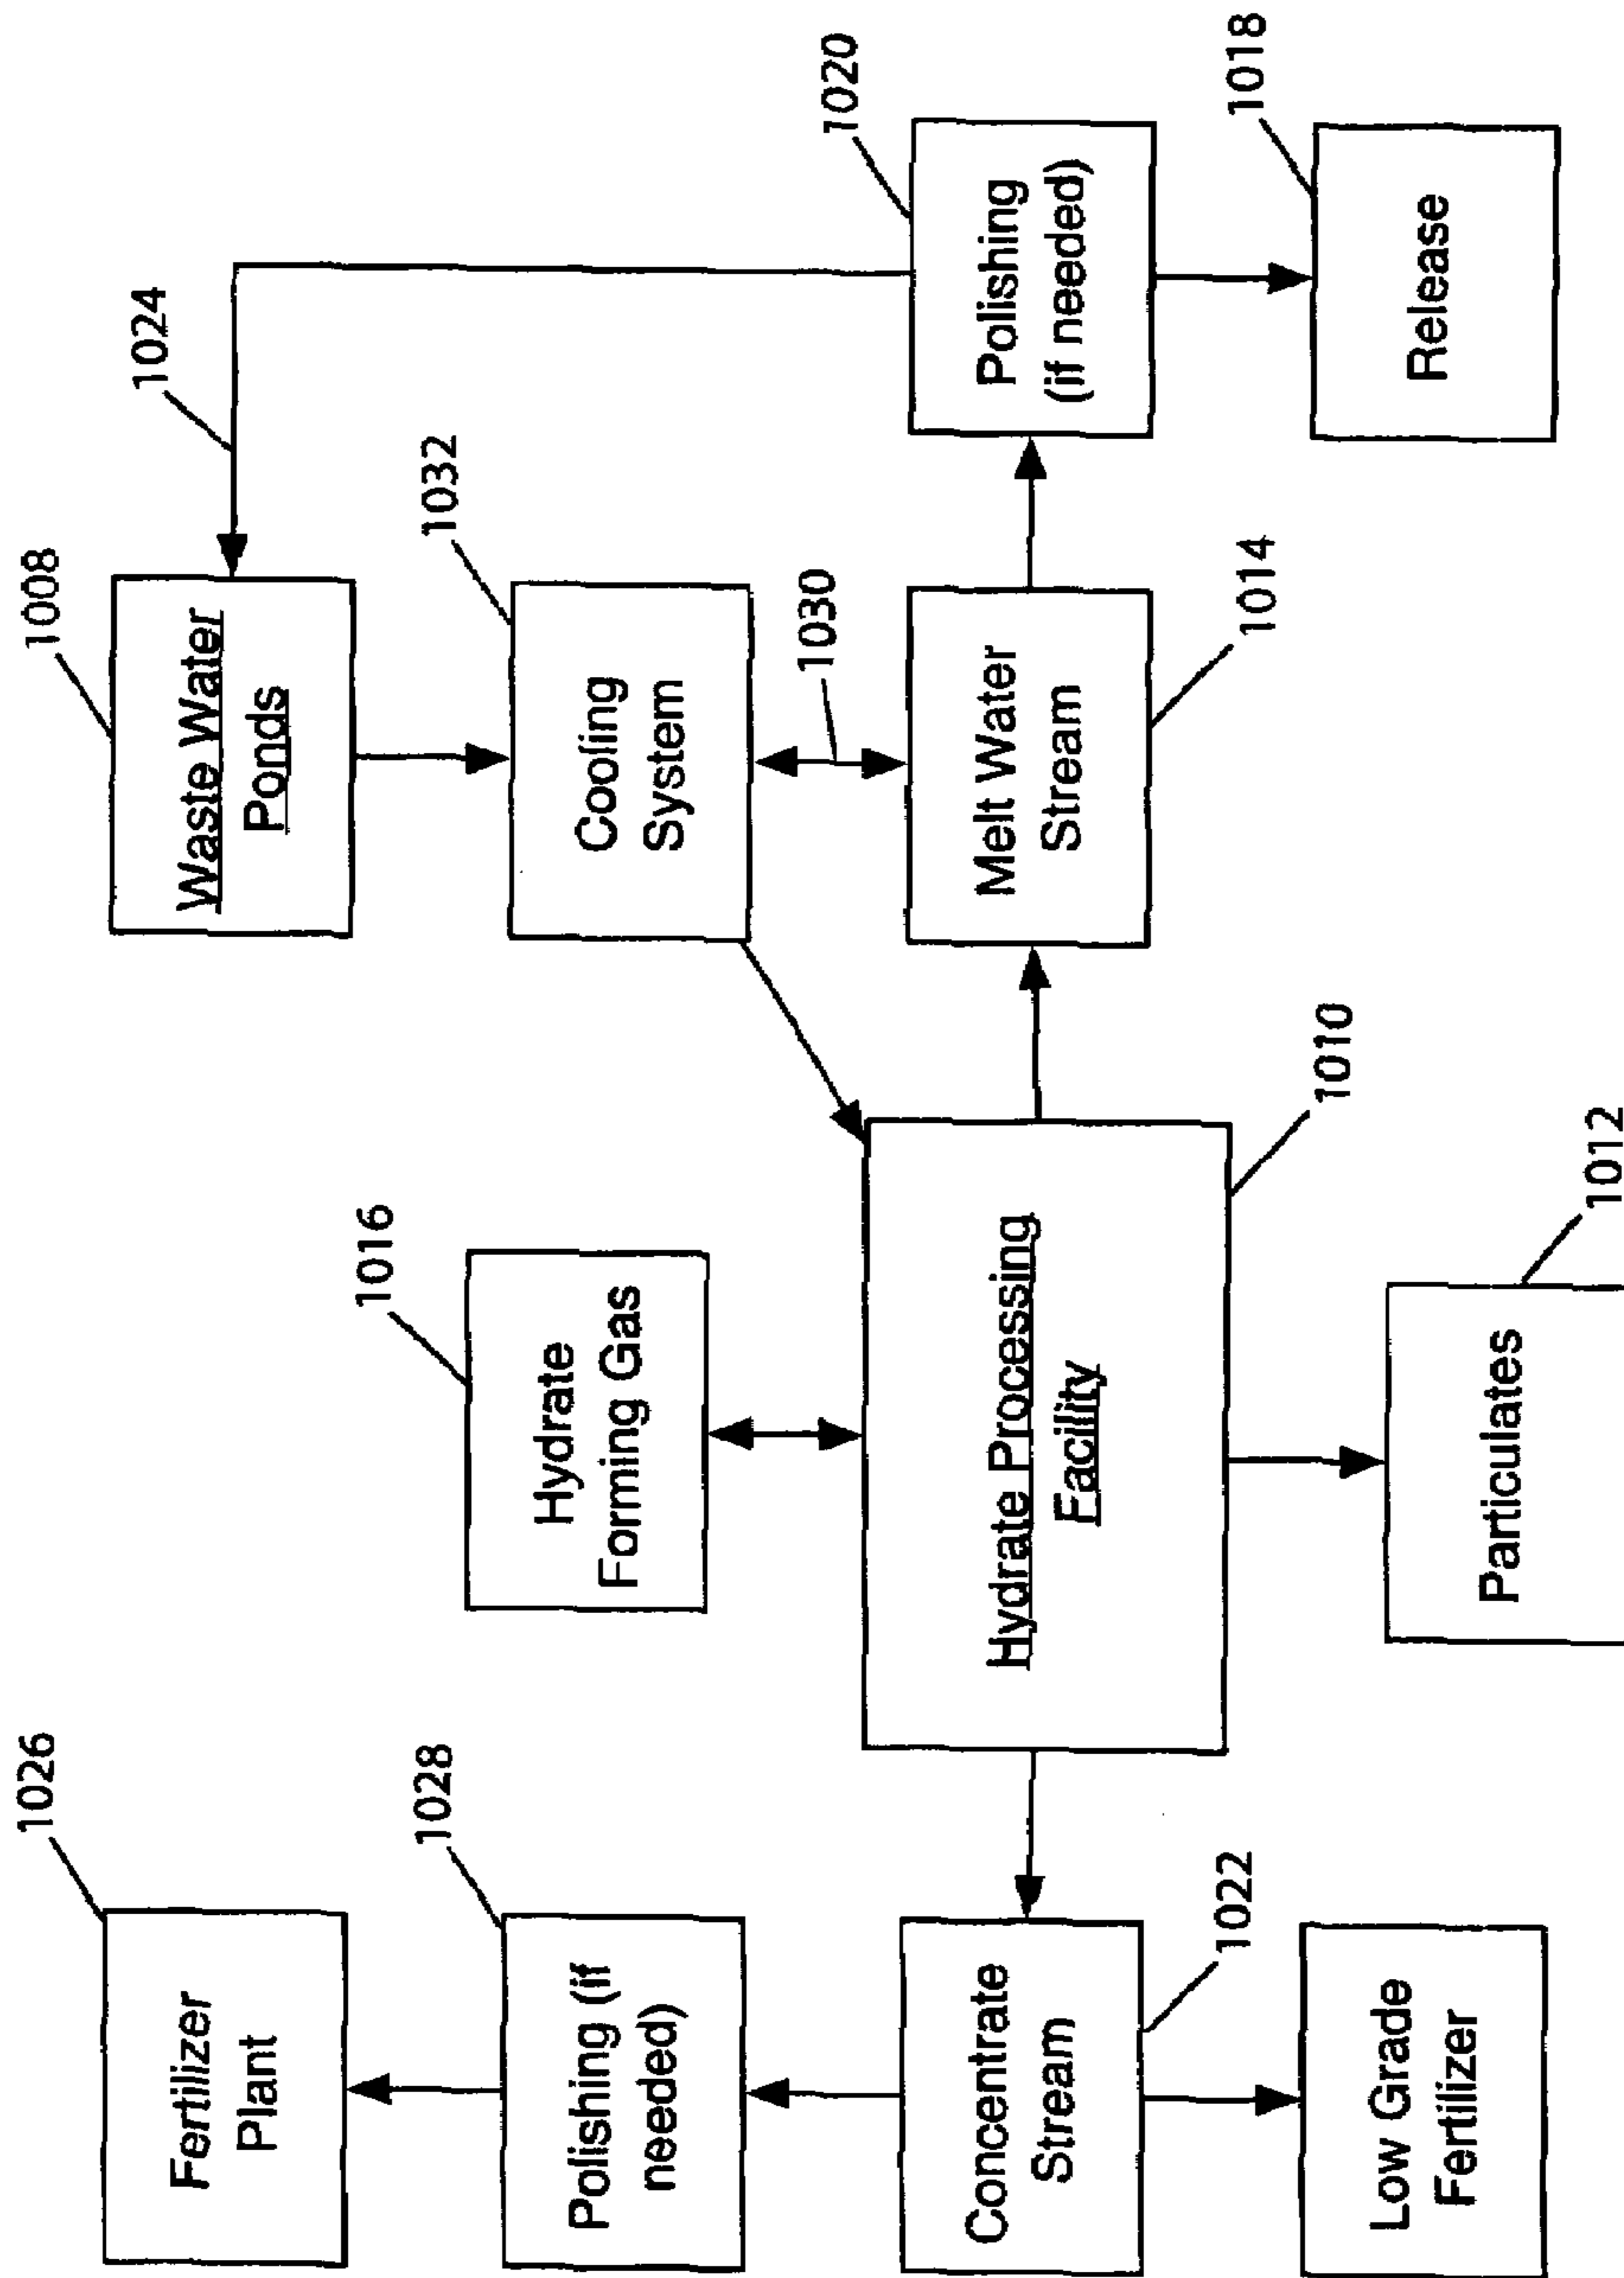 1026
Fertilizer
Plant
1028
Polishing (if
needed)
1022
Concentrate
Stream
Low Grade
Fertilizer
1016
Hydrate
Forming Gas
Hydrate Processing
Facility
1010
Particulates
1012
1008
Waste Water
Ponds
1024
1032
Cooling
System
1030
Melt Water
Stream
1014
1020
Polishing
(if needed)
1018
Release